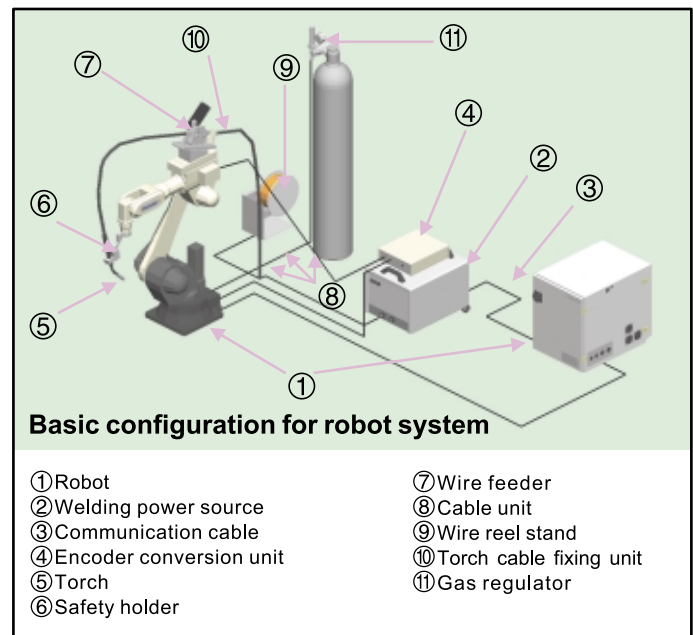 ⑩
⑪
⑦
⑨
④
②
③
⑥
⑧
⑤
①
Basic configuration for robot system
①Robot
②Welding power source
③Communication cable
④Encoder conversion unit
⑤Torch
⑥Safety holder
⑦Wire feeder
⑧Cable unit
⑨Wire reel stand
⑩Torch cable fixing unit
⑪Gas regulator